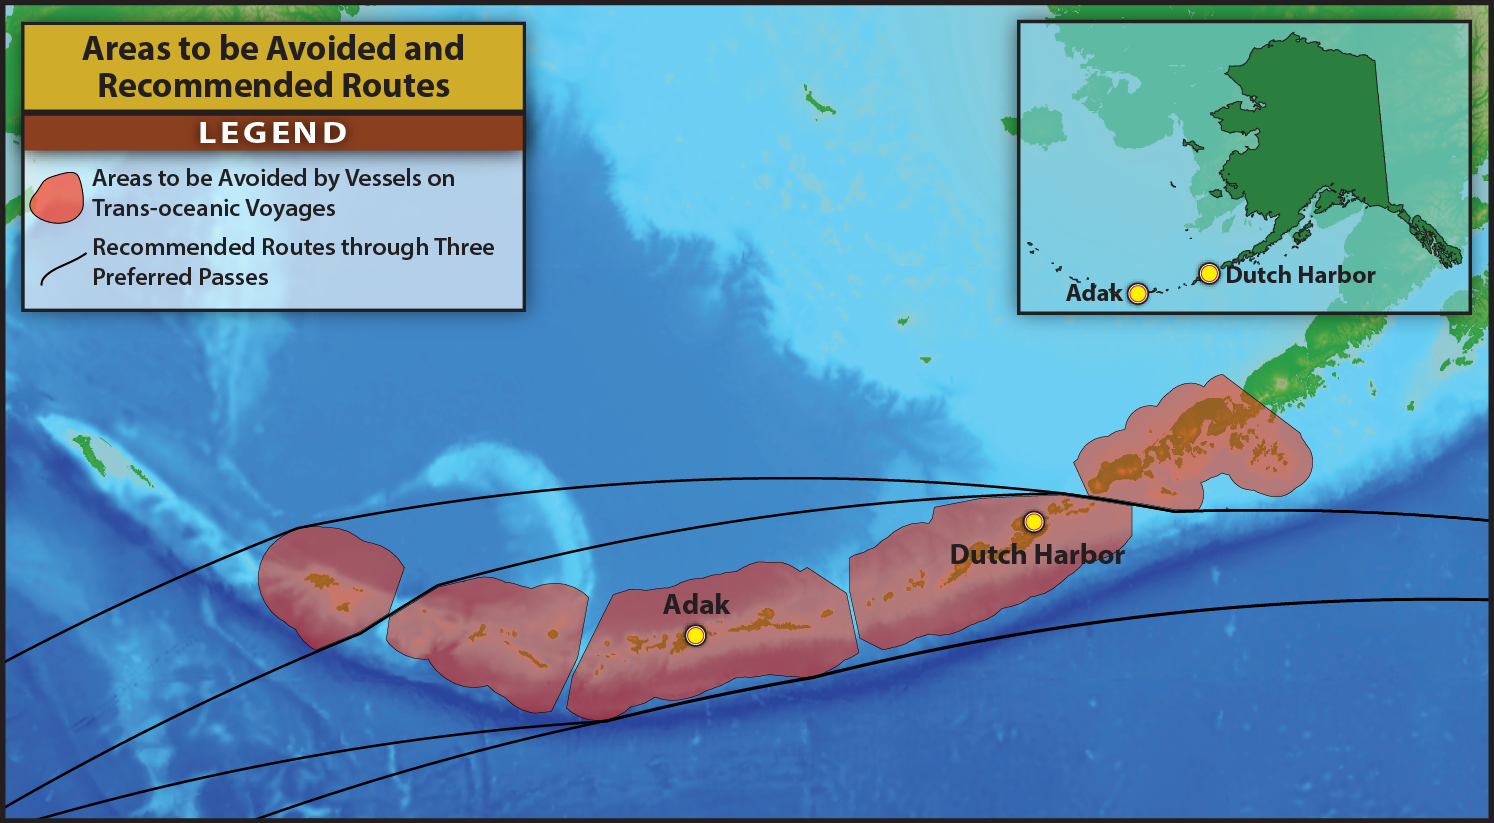 Areas to be Avoided and
Recommended Routes
LEGEND
Areas to be Avoided by Vessels on
Trans-oceanic Voyages
Recommended Routes through Three
Preferred Passes
Adak
Dutch Harbor
Dutch Harbor
Adak